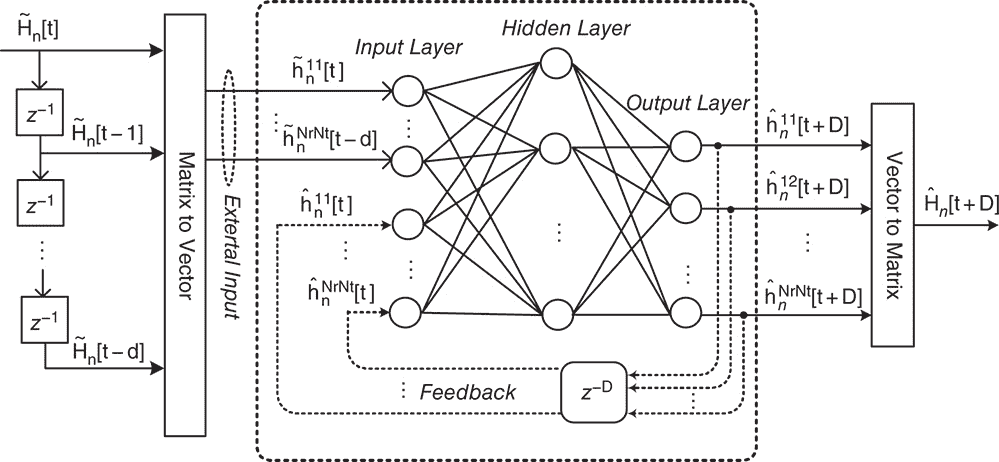 H̃n[t]
z−1
H̃n[t−1]
z−1
z−1
H̃n[t−d]
Matrix to Vector
Extertal Input
Input Layer
Hidden Layer
Output Layer
h̃n11[t]
h̃nNrNt[t−d]
ĥn11[t]
ĥnNrNt[t]
Feedback
z−D
ĥn11[t+D]
ĥn12[t+D]
ĥnNrNt[t+D]
Vector to Matrix
Ĥn[t+D]